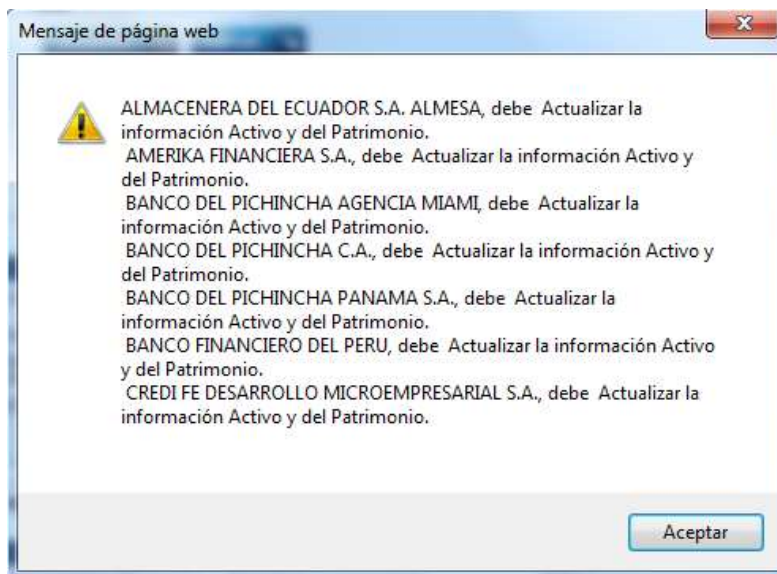 Mensaje de página web
ALMACENERA DEL ECUADOR S.A. ALMESA, debe  Actualizar la
información Activo y del Patrimonio.
AMERIKA FINANCIERA S.A., debe  Actualizar la información Activo y
del Patrimonio.
BANCO DEL PICHINCHA AGENCIA MIAMI, debe  Actualizar la
información Activo y del Patrimonio.
BANCO DEL PICHINCHA C.A., debe  Actualizar la información Activo y
del Patrimonio.
BANCO DEL PICHINCHA PANAMA S.A., debe  Actualizar la
información Activo y del Patrimonio.
BANCO FINANCIERO DEL PERU, debe  Actualizar la información Activo
y del Patrimonio.
CREDI FE DESARROLLO MICROEMPRESARIAL S.A., debe  Actualizar la
información Activo y del Patrimonio.
Aceptar